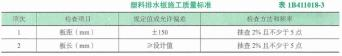 塑料排水板施工质量标准 表 1B411018-3
项次 检查项目 规定值或允许偏差 检查方法和频率
1 板距（mm） ±150 抽查 2% 且不少于 5 点
2 板长（mm） ≥设计值 抽查 2% 且不少于 5 点